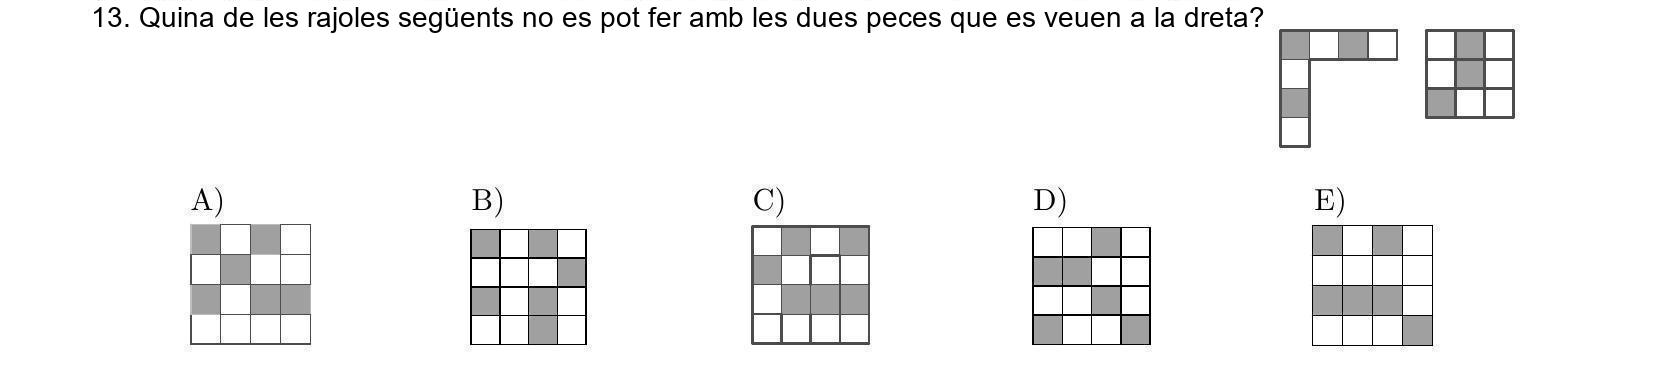 13. Quina de les rajoles següents no es pot fer amb les dues peces que es veuen a la dreta?
A)
B)
C)
D)
E)